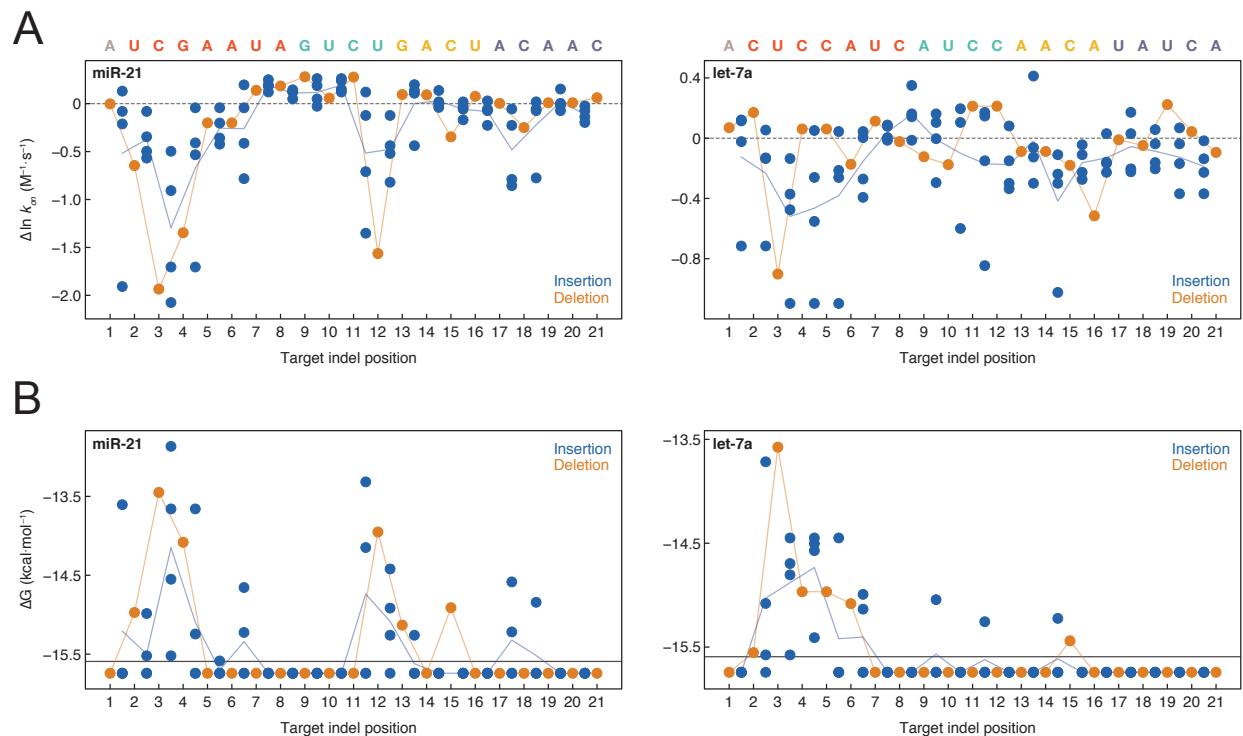 A
A U C G A A U A G U C U G A C U A C A A C
miR-21
0
−0.5
−1.0
−1.5
−2.0
Δ ln k_on (M⁻¹·s⁻¹)
Insertion
Deletion
1 2 3 4 5 6 7 8 9 10 11 12 13 14 15 16 17 18 19 20 21
Target indel position
A C U C C A U C A U C C A A C A U A U C A
let-7a
0.4
0
−0.4
−0.8
Insertion
Deletion
1 2 3 4 5 6 7 8 9 10 11 12 13 14 15 16 17 18 19 20 21
Target indel position
B
miR-21
−13.5
−14.5
−15.5
ΔG (kcal·mol⁻¹)
Insertion
Deletion
1 2 3 4 5 6 7 8 9 10 11 12 13 14 15 16 17 18 19 20 21
Target indel position
let-7a
−13.5
−14.5
−15.5
Insertion
Deletion
1 2 3 4 5 6 7 8 9 10 11 12 13 14 15 16 17 18 19 20 21
Target indel position